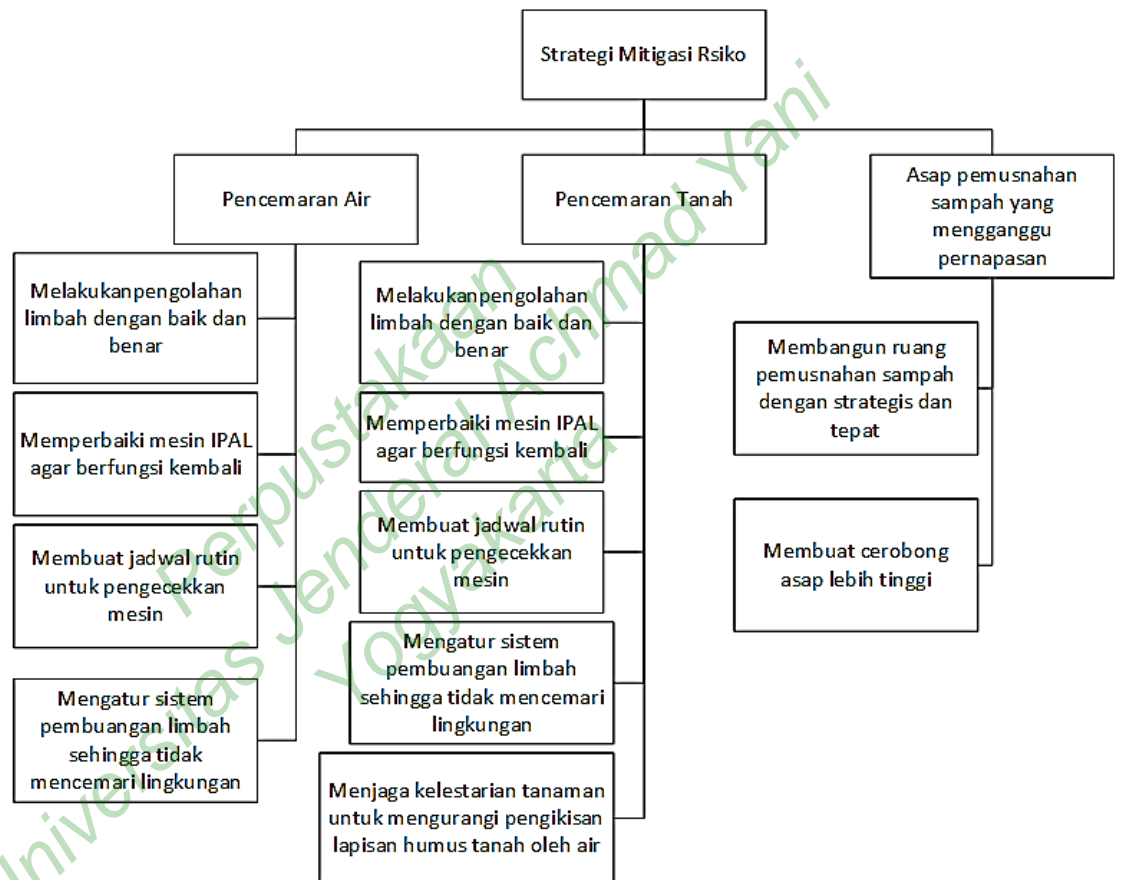 Strategi Mitigasi Rsiko
Pencemaran Air
Melakukanpengolahan
limbah dengan baik dan
benar
Memperbaiki mesin IPAL
agar berfungsi kembali
Membuat jadwal rutin
untuk pengecekkan
mesin
Mengatur sistem
pembuangan limbah
sehingga tidak
mencemari lingkungan
Pencemaran Tanah
Melakukanpengolahan
limbah dengan baik dan
benar
Memperbaiki mesin IPAL
agar berfungsi kembali
Membuat jadwal rutin
untuk pengecekkan
mesin
Mengatur sistem
pembuangan limbah
sehingga tidak mencemari
lingkungan
Menjaga kelestarian tanaman
untuk mengurangi pengikisan
lapisan humus tanah oleh air
Asap pemusnahan
sampah yang
mengganggu
pernapasan
Membangun ruang
pemusnahan sampah
dengan strategis dan
tepat
Membuat cerobong
asap lebih tinggi
Perpustakaan
Universitas Jenderal Achmad Yani
Yogyakarta